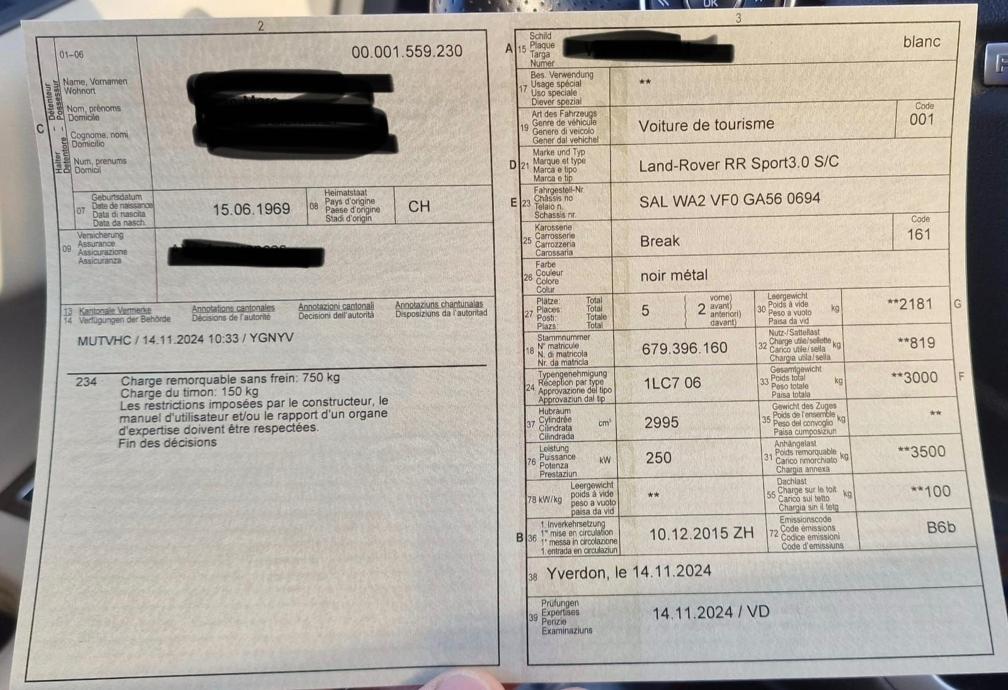 2
01–06
00.001.559.230
C
Halter Détenteur
Detentore Possessur
Name, Vornamen
Wohnort
Nom, prénoms
Domicile
Cognome, nomi
Domicilio
Num, prenums
Domicil
07
Geburtsdatum
Date de naissance
Data di nascita
Data da nasch.
15.06.1969
08
Heimatstaat
Pays d'origine
Paese d'origine
Stadi d'origin
CH
09
Versicherung
Assurance
Assicurazione
Assicuranza
13 Kantonale Vermerke Annotations cantonales Annotazioni cantonali Annotaziuns chantunalas
14 Verfügungen der Behörde Décisions de l'autorité Decisioni dell'autorità Disposiziuns da l'autoritad
MUTVHC / 14.11.2024 10:33 / YGNYV
234 Charge remorquable sans frein: 750 kg
Charge du timon: 150 kg
Les restrictions imposées par le constructeur, le
manuel d'utilisateur et/ou le rapport d'un organe
d'expertise doivent être respectées.
Fin des décisions
3
A 15
Schild
Plaque
Targa
Numer
blanc
17
Bes. Verwendung
Usage spécial
Uso speciale
Diever spezial
**
19
Art des Fahrzeugs
Genre de véhicule
Genere di veicolo
Gener dal vehichel
Voiture de tourisme
Code
001
D 21
Marke und Typ
Marque et type
Marca e tipo
Marca e tip
Land-Rover RR Sport3.0 S/C
E 23
Fahrgestell-Nr.
Châssis no
Telaio n.
Schassis nr.
SAL WA2 VF0 GA56 0694
25
Karosserie
Carrosserie
Carrozzeria
Carossaria
Break
Code
161
26
Farbe
Couleur
Colore
Colur
noir métal
27
Plätze: Total
Places: Total
Posti: Totale
Plazs: Total
5
(2 vorne)
avant)
anteriori)
davant)
30
Leergewicht
Poids à vide
Peso a vuoto
Paisa da vid
kg
**2181
G
18
Stammnummer
N° matricule
N. di matricola
Nr. da matricla
679.396.160
32
Nutz-/Sattellast
Charge utile/sellette
Carico utile/sella
Chargia utila/sella
kg
**819
24
Typengenehmigung
Réception par type
Approvazione del tipo
Approvaziun dal tip
1LC7 06
33
Gesamtgewicht
Poids total
Peso totale
Paisa totala
kg
**3000
F
37
Hubraum
Cylindrée
Cilindrata
Cilindrada
cm³
2995
35
Gewicht des Zuges
Poids de l'ensemble
Peso del convoglio
Paisa cumposiziun
kg
**
76
Leistung
Puissance
Potenza
Prestaziun
kW
250
31
Anhängelast
Poids remorquable
Carico rimorchiato
Chargia annexa
kg
**3500
78 kW/kg
Leergewicht
poids à vide
peso a vuoto
paisa da vid
**
55
Dachlast
Charge sur le toit
Carico sul tetto
Chargia sin il tetg
kg
**100
B 36
1. Inverkehrsetzung
1re mise en circulation
1a messa in circolazione
1. entrada en circulaziun
10.12.2015 ZH
72
Emissionscode
Code émissions
Codice emissioni
Code d'emissiuns
B6b
38
Yverdon, le 14.11.2024
39
Prüfungen
Expertises
Perizie
Examinaziuns
14.11.2024 / VD